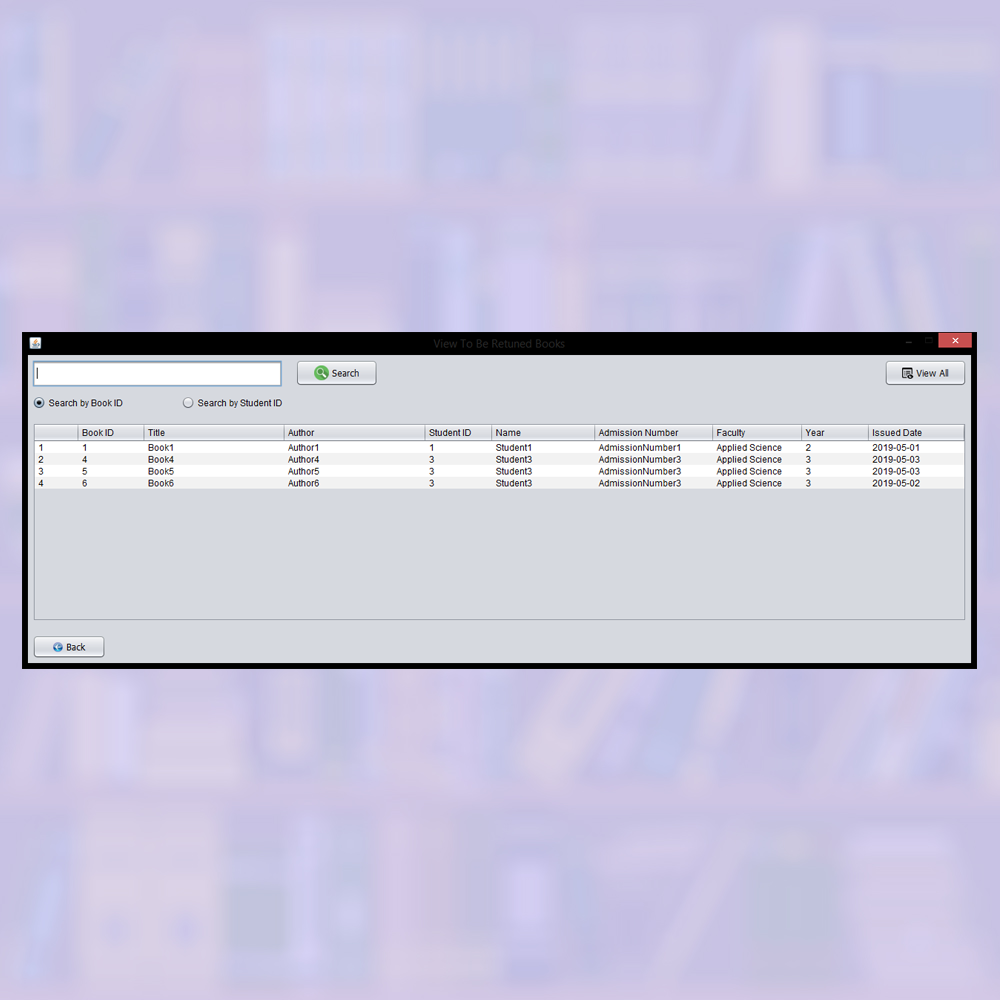 View To Be Retuned Books
Search
View All
Search by Book ID Search by Student ID
Book ID Title Author Student ID Name Admission Number Faculty Year Issued Date
1 1 Book1 Author1 1 Student1 AdmissionNumber1 Applied Science 2 2019-05-01
2 4 Book4 Author4 3 Student3 AdmissionNumber3 Applied Science 3 2019-05-03
3 5 Book5 Author5 3 Student3 AdmissionNumber3 Applied Science 3 2019-05-03
4 6 Book6 Author6 3 Student3 AdmissionNumber3 Applied Science 3 2019-05-02
Back